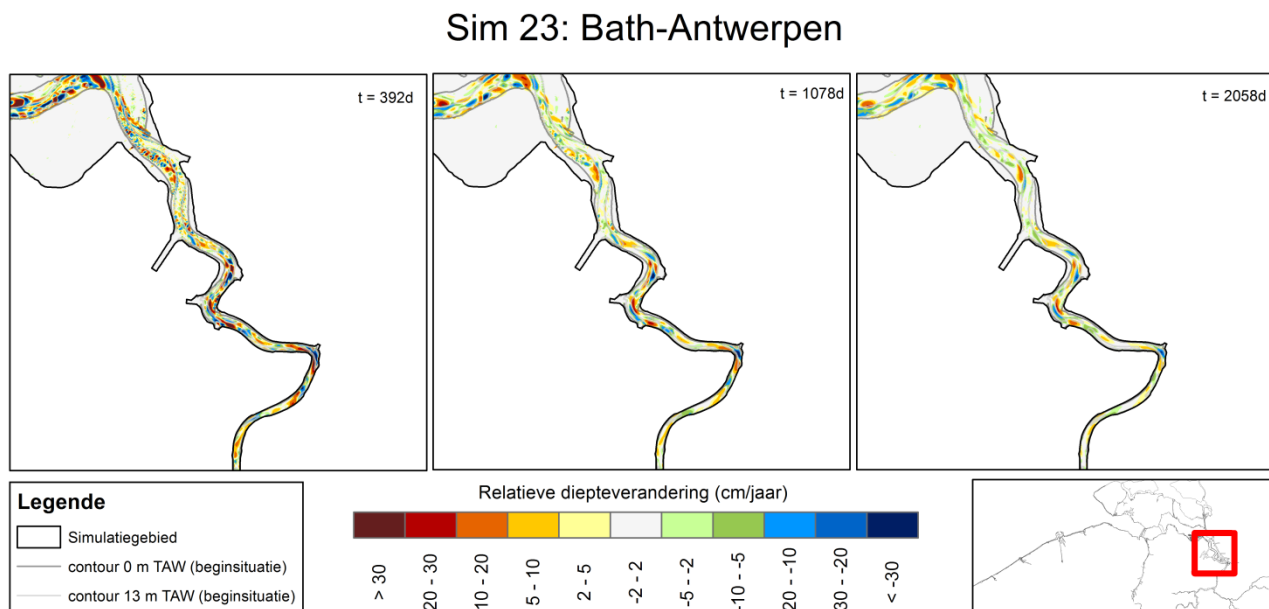 Sim 23: Bath-Antwerpen
t = 392d
t = 1078d
t = 2058d
Legende
Simulatiegebied
contour 0 m TAW (beginsituatie)
contour 13 m TAW (beginsituatie)
Relatieve diepteverandering (cm/jaar)
> 30
20 - 30
10 - 20
5 - 10
2 - 5
-2 - 2
-5 - -2
-10 - -5
20 - -10
30 - -20
< -30